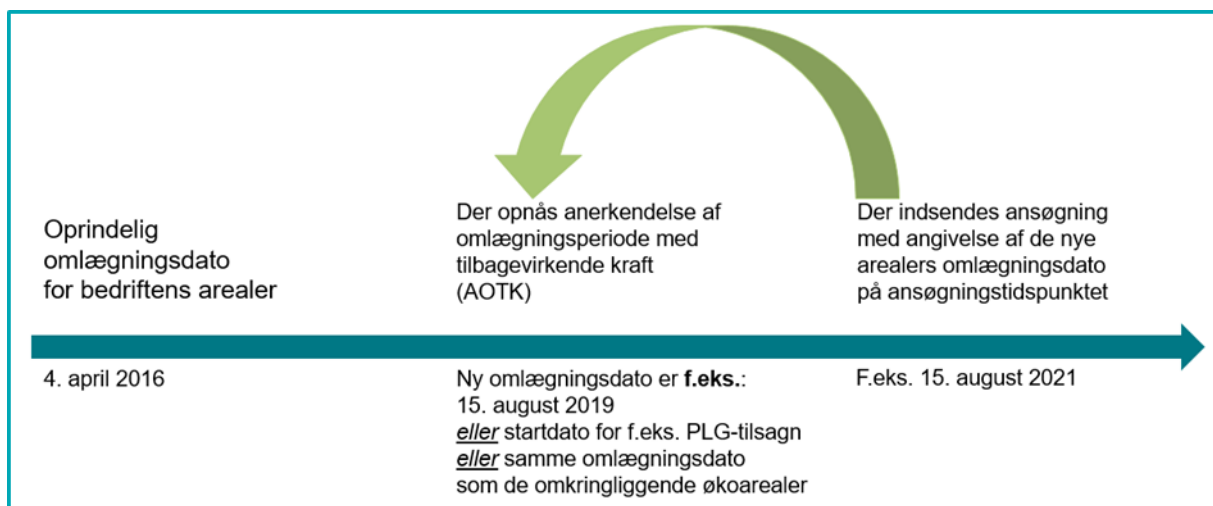 Oprindelig
omlægningsdato
for bedriftens arealer
Der opnås anerkendelse af
omlægningsperiode med
tilbagevirkende kraft
(AOTK)
Der indsendes ansøgning
med angivelse af de nye
arealers omlægningsdato
på ansøgningstidspunktet
4. april 2016
Ny omlægningsdato er f.eks.:
15. august 2019
eller startdato for f.eks. PLG-tilsagn
eller samme omlægningsdato
som de omkringliggende økoarealer
F.eks. 15. august 2021